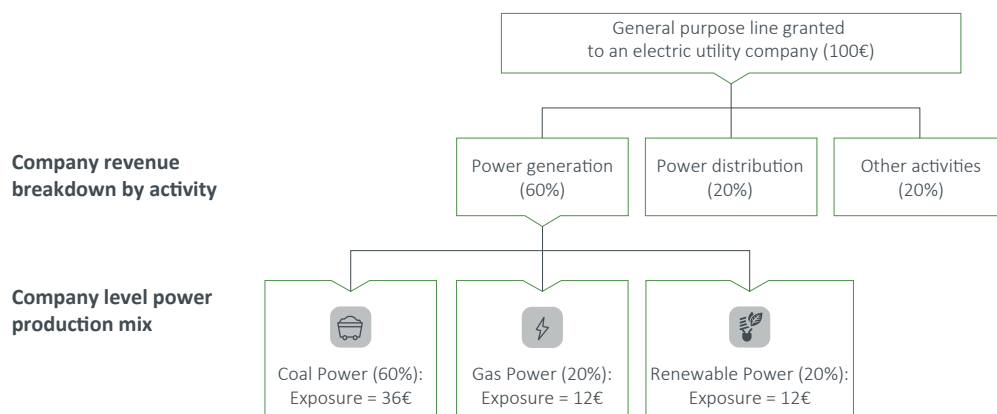 General purpose line granted
to an electric utility company (100€)
Company revenue
breakdown by activity
Power generation
(60%)
Power distribution
(20%)
Other activities
(20%)
Company level power
production mix
Coal Power (60%):
Exposure = 36€
Gas Power (20%):
Exposure = 12€
Renewable Power (20%):
Exposure = 12€